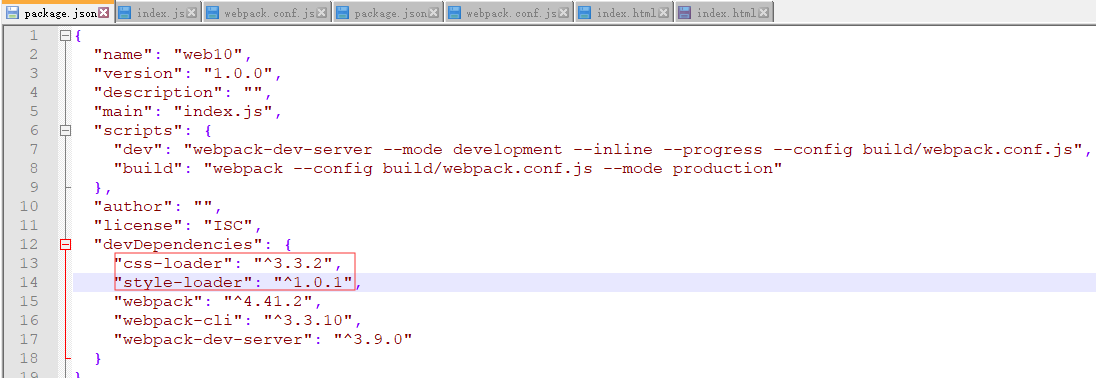 package.json index.js webpack.conf.js package.json webpack.conf.js index.html index.html
1 {
2 "name": "web10",
3 "version": "1.0.0",
4 "description": "",
5 "main": "index.js",
6 "scripts": {
7 "dev": "webpack-dev-server --mode development --inline --progress --config build/webpack.conf.js",
8 "build": "webpack --config build/webpack.conf.js --mode production"
9 },
10 "author": "",
11 "license": "ISC",
12 "devDependencies": {
13 "css-loader": "^3.3.2",
14 "style-loader": "^1.0.1",
15 "webpack": "^4.41.2",
16 "webpack-cli": "^3.3.10",
17 "webpack-dev-server": "^3.9.0"
18 }
19 }